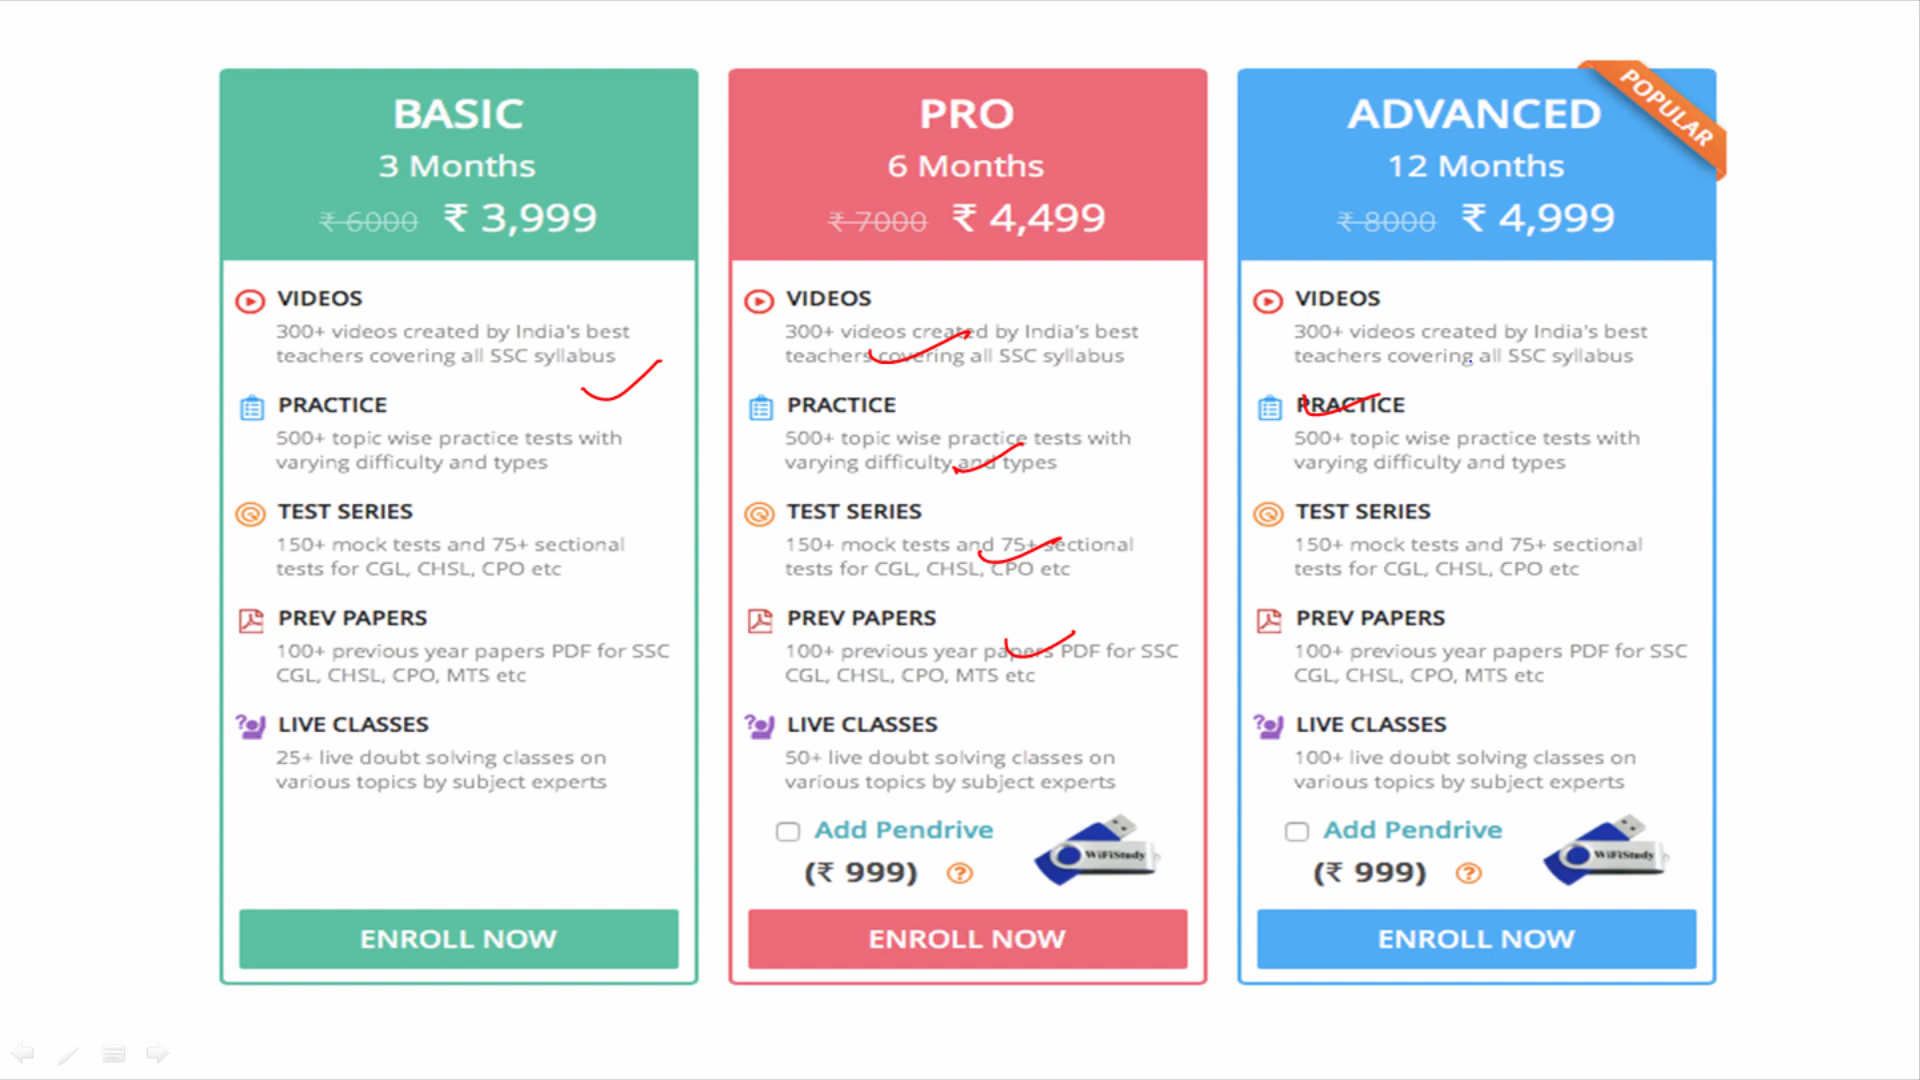 BASIC
3 Months
₹ 6000 ₹ 3,999
VIDEOS
300+ videos created by India's best
teachers covering all SSC syllabus
PRACTICE
500+ topic wise practice tests with
varying difficulty and types
TEST SERIES
150+ mock tests and 75+ sectional
tests for CGL, CHSL, CPO etc
PREV PAPERS
100+ previous year papers PDF for SSC
CGL, CHSL, CPO, MTS etc
LIVE CLASSES
25+ live doubt solving classes on
various topics by subject experts
ENROLL NOW
PRO
6 Months
₹ 7000 ₹ 4,499
VIDEOS
300+ videos created by India's best
teachers covering all SSC syllabus
PRACTICE
500+ topic wise practice tests with
varying difficulty and types
TEST SERIES
150+ mock tests and 75+ sectional
tests for CGL, CHSL, CPO etc
PREV PAPERS
100+ previous year papers PDF for SSC
CGL, CHSL, CPO, MTS etc
LIVE CLASSES
50+ live doubt solving classes on
various topics by subject experts
Add Pendrive
(₹ 999) ?
WiFiStudy
ENROLL NOW
POPULAR
ADVANCED
12 Months
₹ 8000 ₹ 4,999
VIDEOS
300+ videos created by India's best
teachers covering all SSC syllabus
PRACTICE
500+ topic wise practice tests with
varying difficulty and types
TEST SERIES
150+ mock tests and 75+ sectional
tests for CGL, CHSL, CPO etc
PREV PAPERS
100+ previous year papers PDF for SSC
CGL, CHSL, CPO, MTS etc
LIVE CLASSES
100+ live doubt solving classes on
various topics by subject experts
Add Pendrive
(₹ 999) ?
WiFiStudy
ENROLL NOW